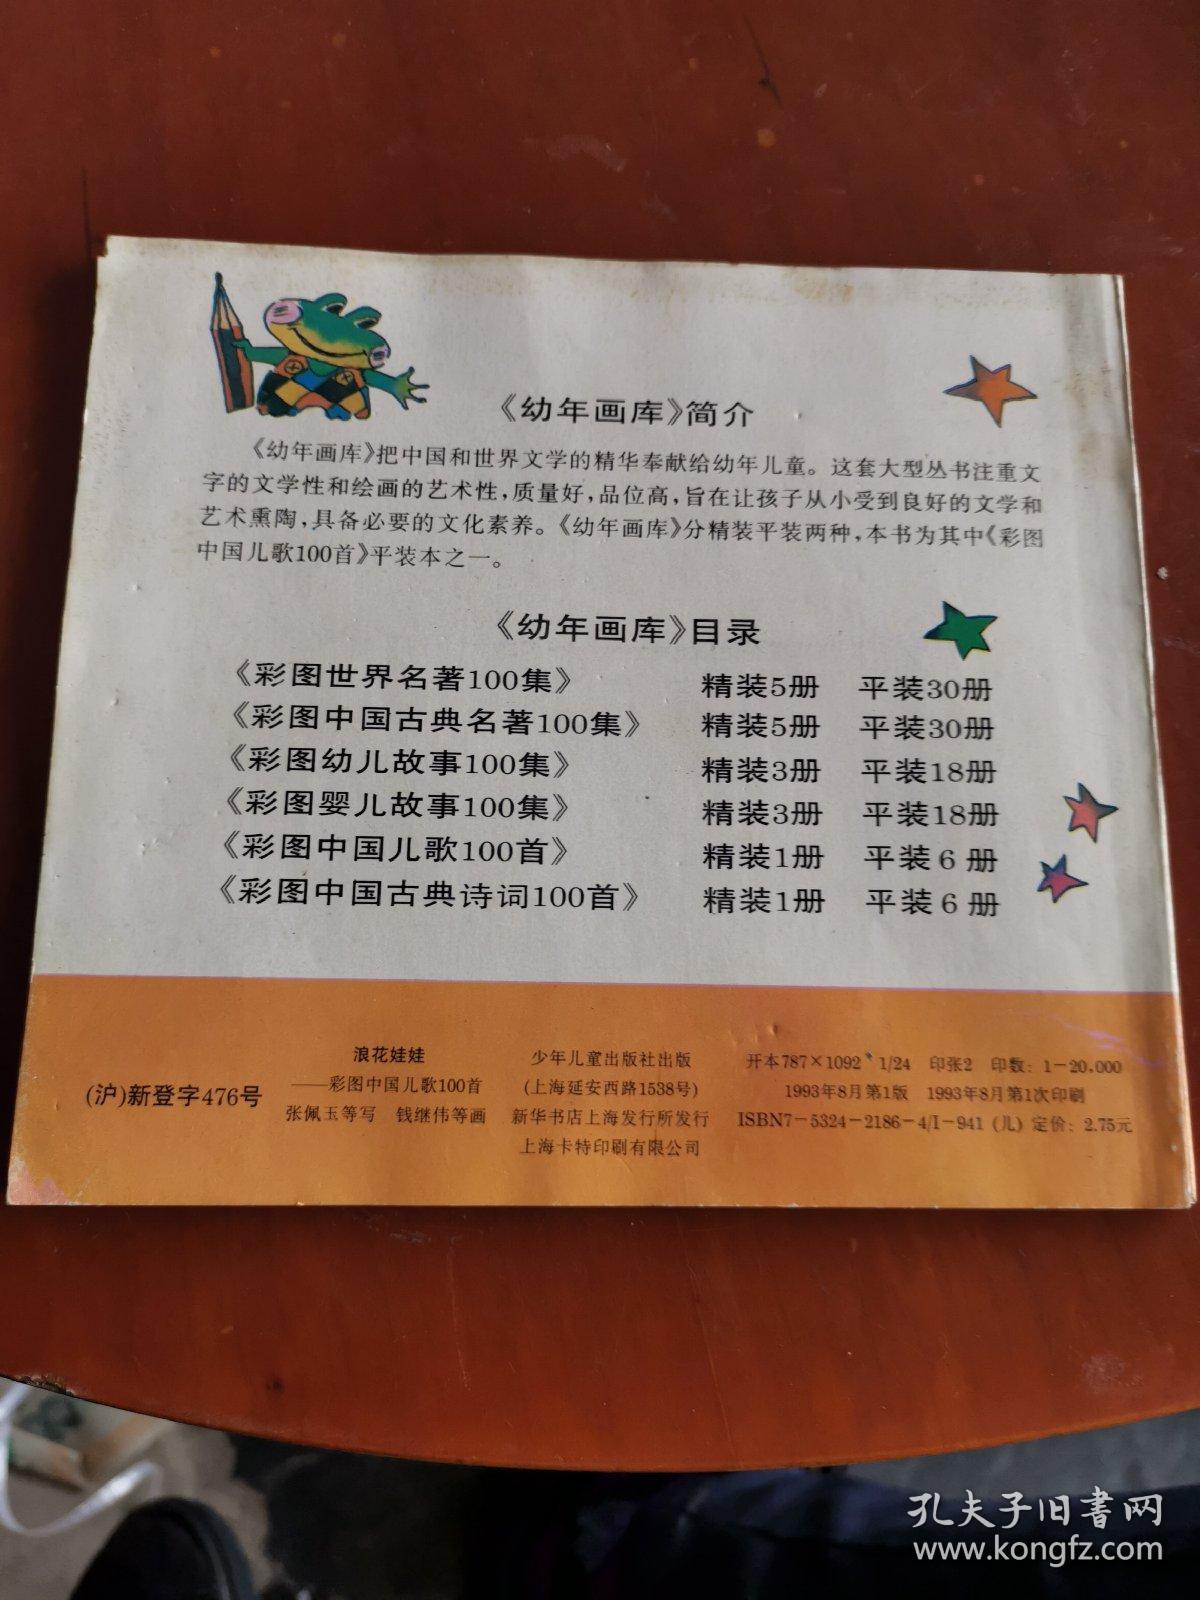 《幼年画库》简介
《幼年画库》把中国和世界文学的精华奉献给幼年儿童。这套大型丛书注重文
字的文学性和绘画的艺术性，质量好，品位高，旨在让孩子从小受到良好的文学和
艺术熏陶，具备必要的文化素养。《幼年画库》分精装平装两种，本书为其中《彩图
中国儿歌100首》平装本之一。
《幼年画库》目录
《彩图世界名著100集》 精装5册 平装30册
《彩图中国古典名著100集》 精装5册 平装30册
《彩图幼儿故事100集》 精装3册 平装18册
《彩图婴儿故事100集》 精装3册 平装18册
《彩图中国儿歌100首》 精装1册 平装6册
《彩图中国古典诗词100首》 精装1册 平装6册
(沪)新登字476号
浪花娃娃
——彩图中国儿歌100首
张佩玉等写 钱继伟等画
少年儿童出版社出版
(上海延安西路1538号)
新华书店上海发行所发行
上海卡特印刷有限公司
开本787×1092 1/24 印张2 印数：1-20.000
1993年8月第1版 1993年8月第1次印刷
ISBN7-5324-2186-4/I-941 (儿) 定价：2.75元
孔夫子旧書网
www.kongfz.com